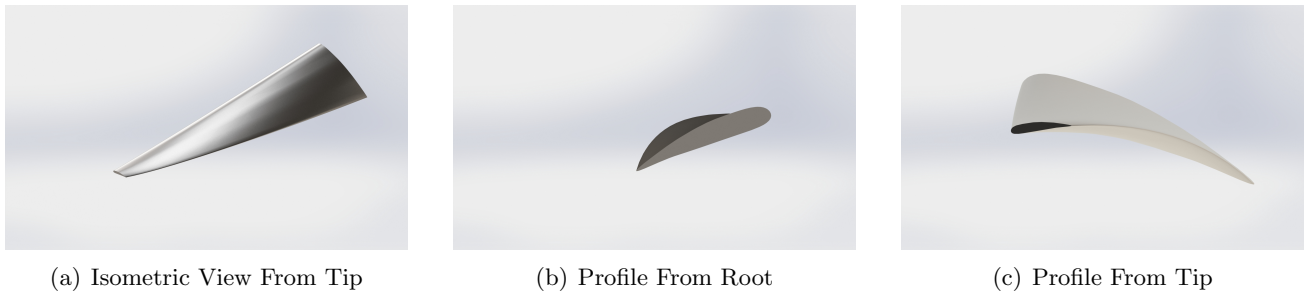 (a) Isometric View From Tip
(b) Profile From Root
(c) Profile From Tip